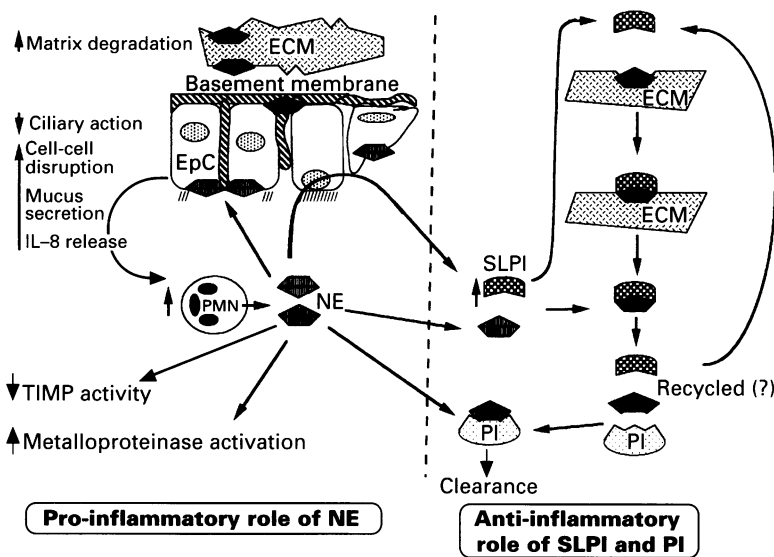 Matrix degradation
ECM
Basement membrane
Ciliary action
Cell-cell
disruption
Mucus
secretion
IL-8 release
EpC
PMN
NE
TIMP activity
Metalloproteinase activation
Pro-inflammatory role of NE
ECM
ECM
SLPI
Recycled (?)
PI
PI
Clearance
Anti-inflammatory
role of SLPI and PI